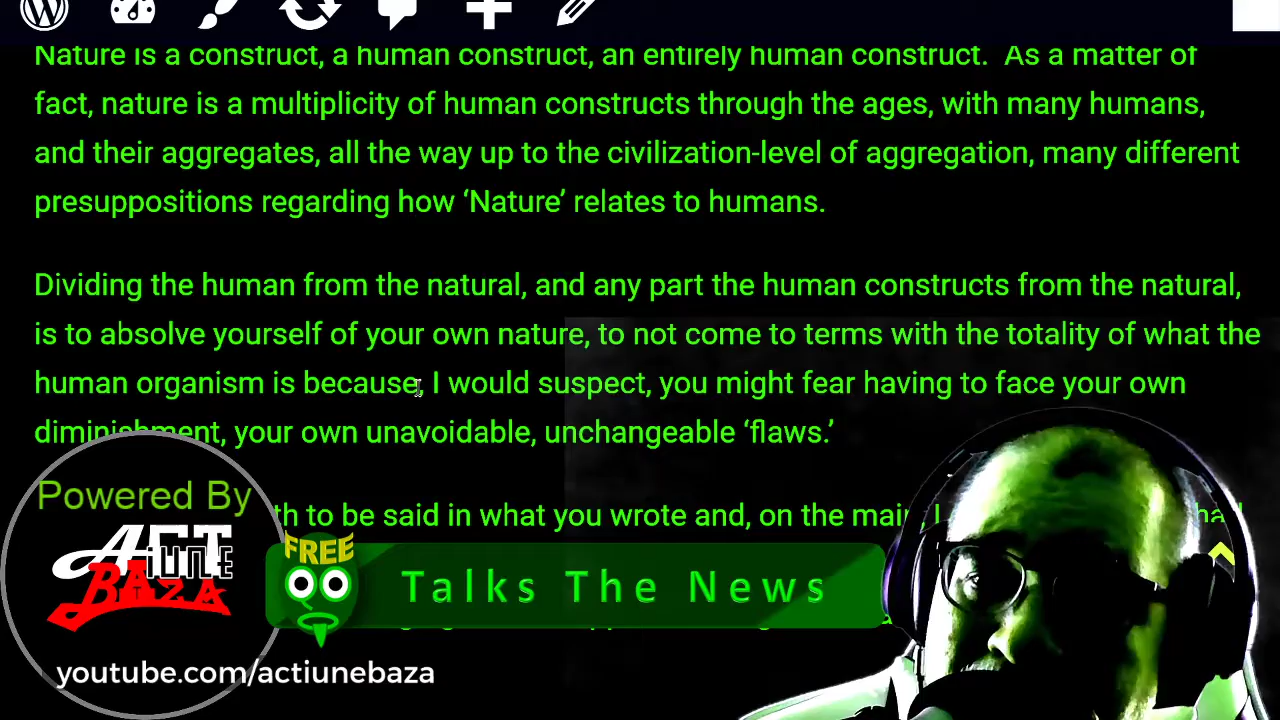 Nature is a construct, a human construct, an entirely human construct.  As a matter of
fact, nature is a multiplicity of human constructs through the ages, with many humans,
and their aggregates, all the way up to the civilization-level of aggregation, many different
presuppositions regarding how ‘Nature’ relates to humans.
Dividing the human from the natural, and any part the human constructs from the natural,
is to absolve yourself of your own nature, to not come to terms with the totality of what the
human organism is because, I would suspect, you might fear having to face your own
diminishment, your own unavoidable, unchangeable ‘flaws.’
to be said in what you wrote and, on the main I
Powered By
ACT
iUNE
BAZA
FREE
Talks The News
youtube.com/actiunebaza